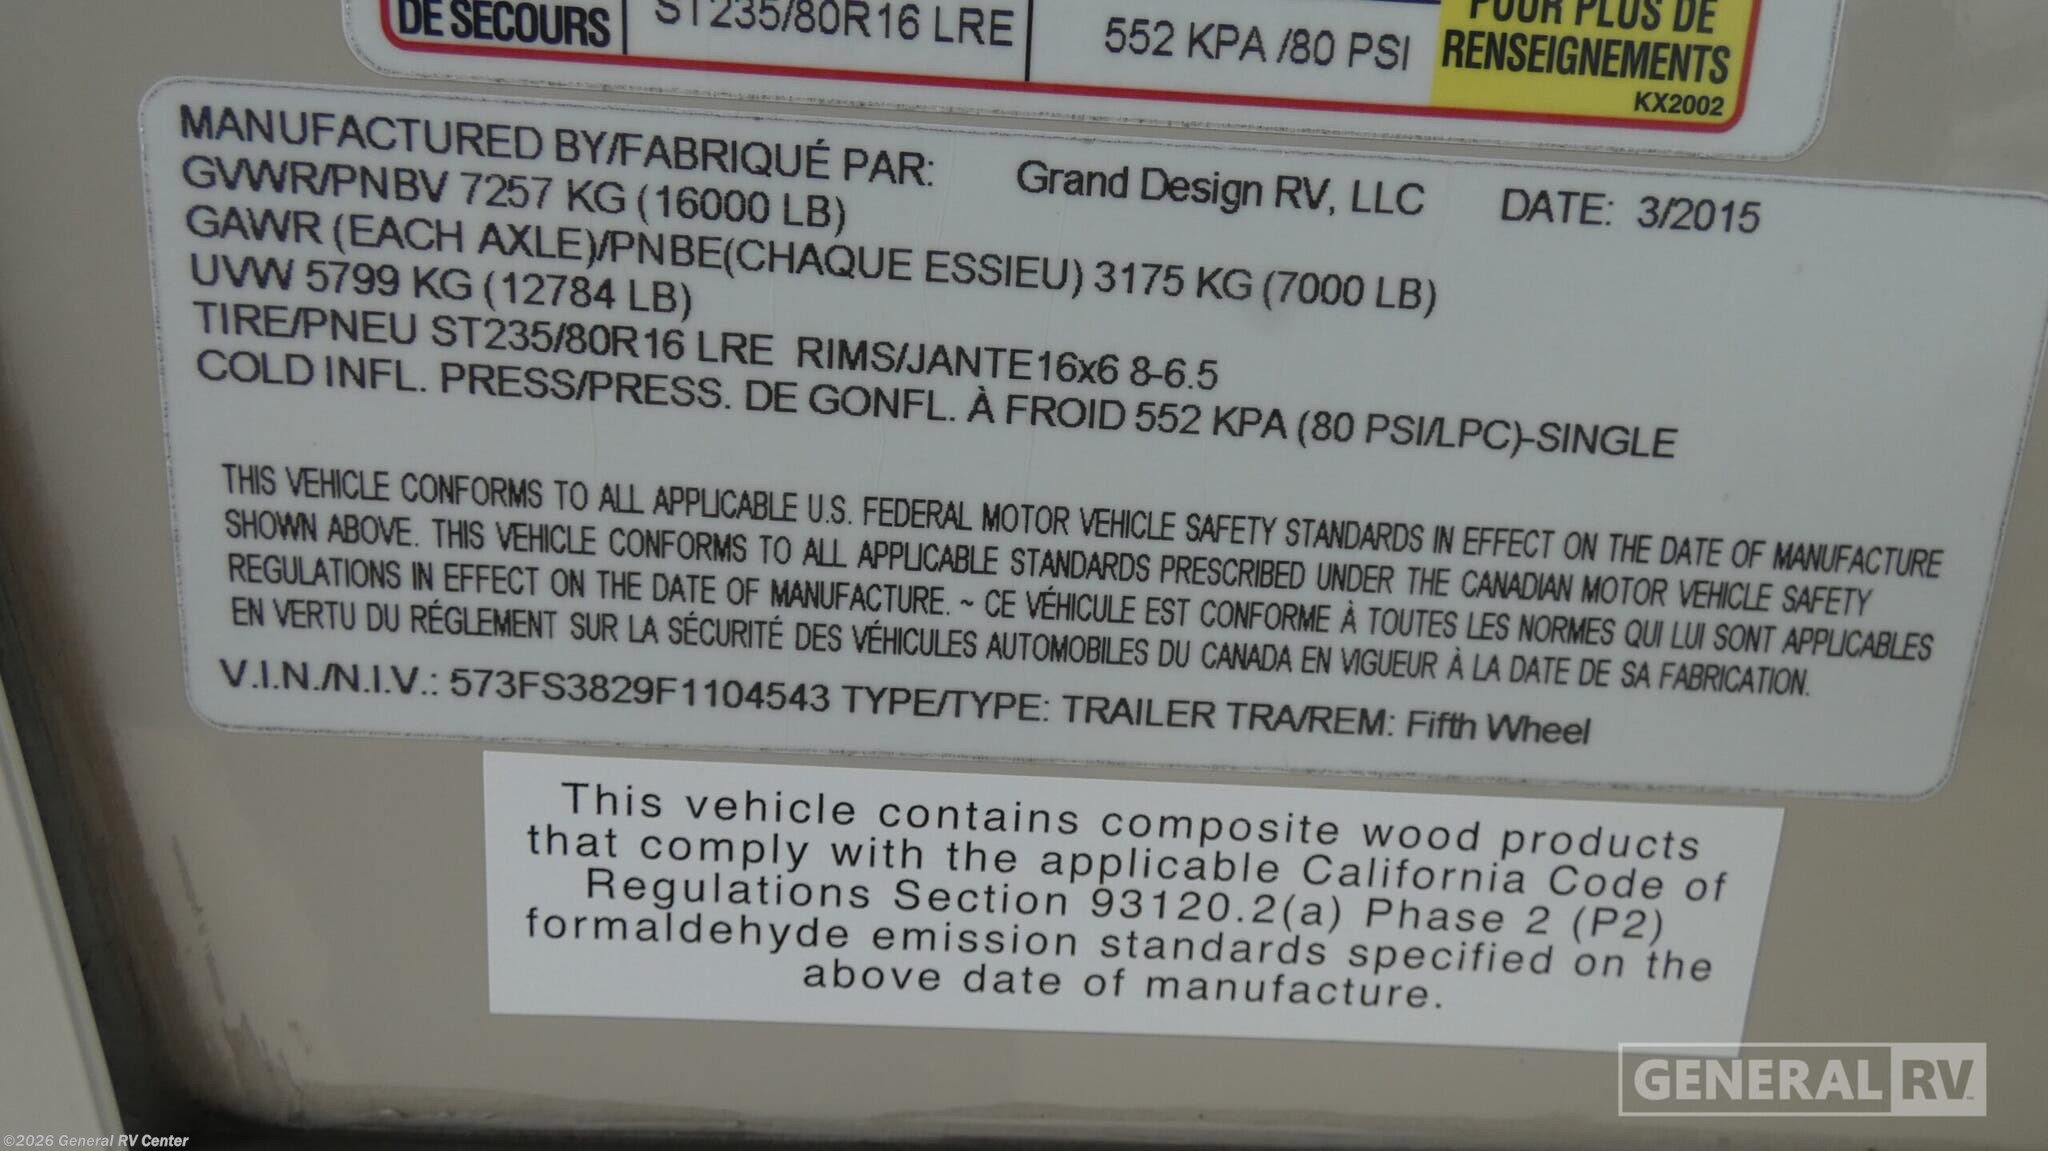 DE SECOURS ST235/80R16 LRE 552 KPA /80 PSI POUR PLUS DE
RENSEIGNEMENTS
KX2002
MANUFACTURED BY/FABRIQUÉ PAR: Grand Design RV, LLC DATE: 3/2015
GVWR/PNBV 7257 KG (16000 LB)
GAWR (EACH AXLE)/PNBE(CHAQUE ESSIEU) 3175 KG (7000 LB)
UVW 5799 KG (12784 LB)
TIRE/PNEU ST235/80R16 LRE RIMS/JANTE16x6 8-6.5
COLD INFL. PRESS/PRESS. DE GONFL. À FROID 552 KPA (80 PSI/LPC)-SINGLE
THIS VEHICLE CONFORMS TO ALL APPLICABLE U.S. FEDERAL MOTOR VEHICLE SAFETY STANDARDS IN EFFECT ON THE DATE OF MANUFACTURE
SHOWN ABOVE. THIS VEHICLE CONFORMS TO ALL APPLICABLE STANDARDS PRESCRIBED UNDER THE CANADIAN MOTOR VEHICLE SAFETY
REGULATIONS IN EFFECT ON THE DATE OF MANUFACTURE. ~ CE VÉHICULE EST CONFORME À TOUTES LES NORMES QUI LUI SONT APPLICABLES
EN VERTU DU RÉGLEMENT SUR LA SÉCURITÉ DES VÉHICULES AUTOMOBILES DU CANADA EN VIGUEUR À LA DATE DE SA FABRICATION.
V.I.N./N.I.V.: 573FS3829F1104543 TYPE/TYPE: TRAILER TRA/REM: Fifth Wheel
This vehicle contains composite wood products
that comply with the applicable California Code of
Regulations Section 93120.2(a) Phase 2 (P2)
formaldehyde emission standards specified on the
above date of manufacture.
GENERAL RV
©2026 General RV Center